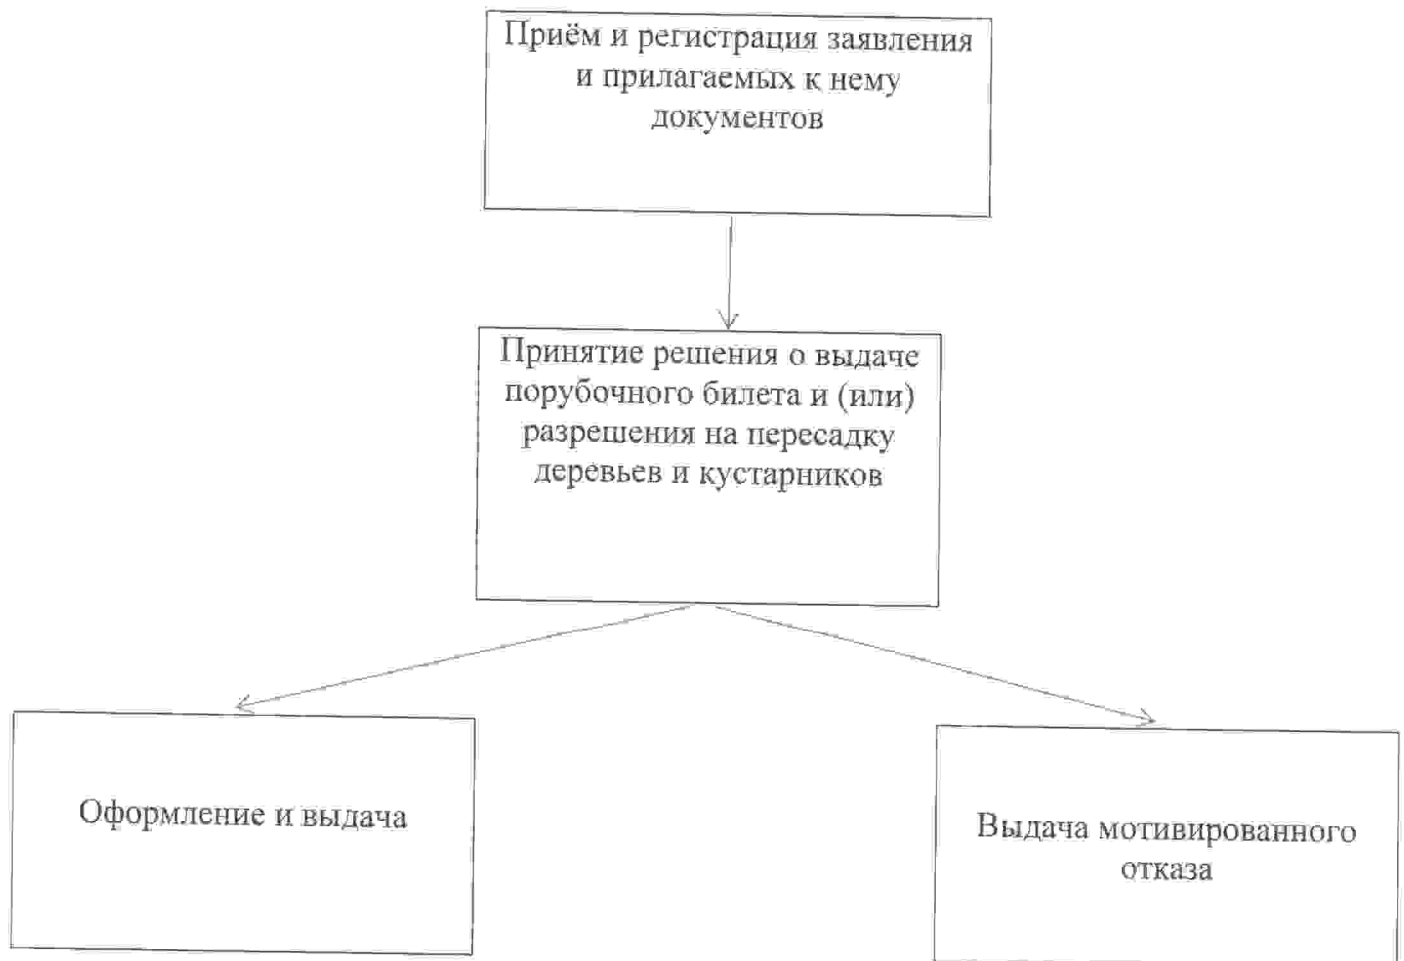 Приём и регистрация заявления
и прилагаемых к нему
документов
Принятие решения о выдаче
порубочного билета и (или)
разрешения на пересадку
деревьев и кустарников
Оформление и выдача
Выдача мотивированного
отказа